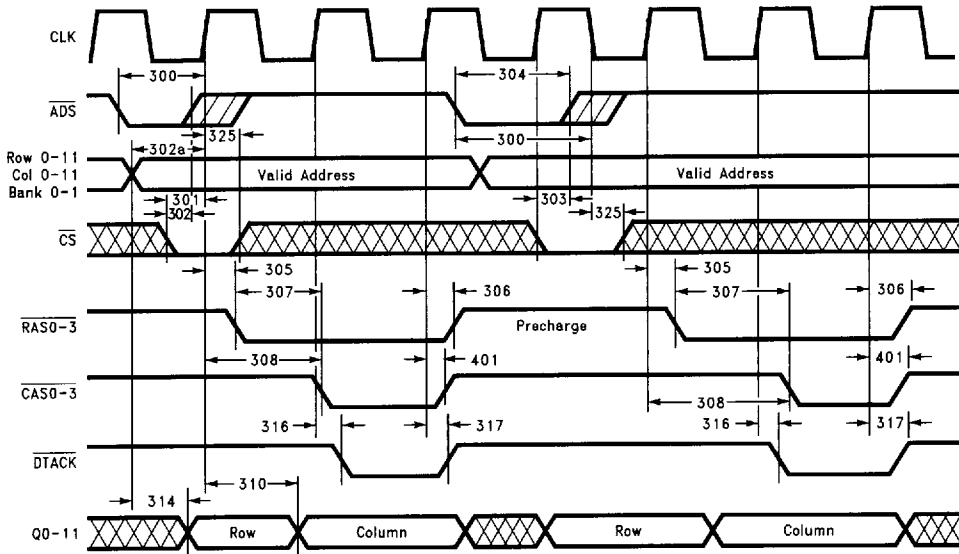 CLK
300
304
ADS
325
300
302a
Row 0-11
Col 0-11
Bank 0-1
Valid Address
Valid Address
301
302
303
325
CS
305
305
307
306
307
306
RAS0-3
Precharge
308
401
401
CAS0-3
308
316
317
316
317
DTACK
314
310
Q0-11
Row
Column
Row
Column